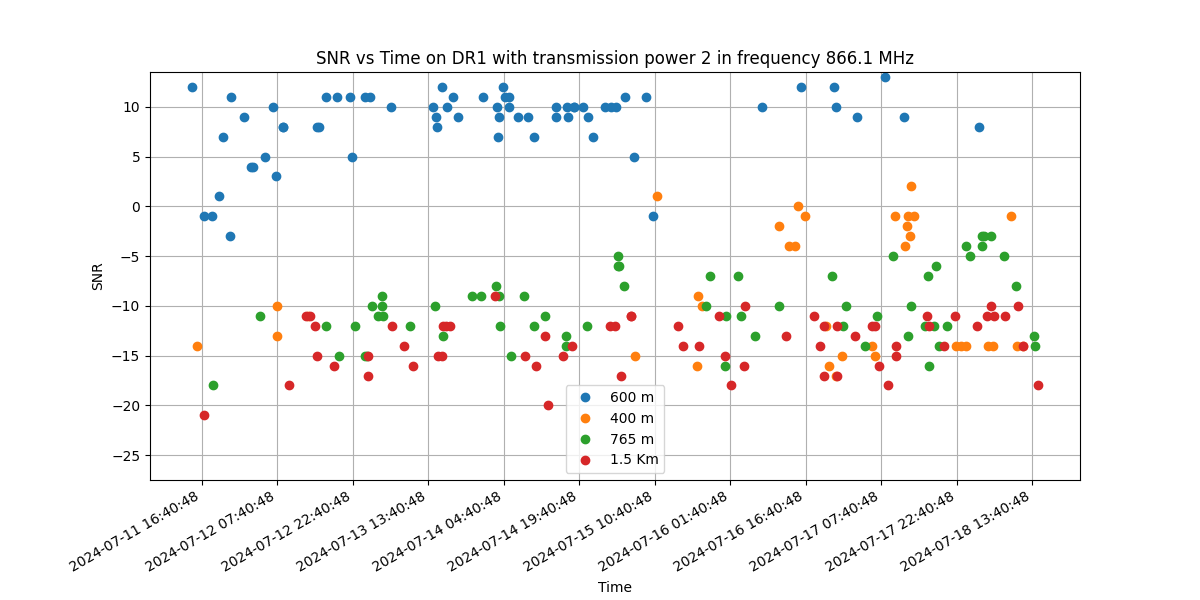 SNR vs Time on DR1 with transmission power 2 in frequency 866.1 MHz
SNR
10
5
0
−5
−10
−15
−20
−25
600 m
400 m
765 m
1.5 Km
2024-07-11 16:40:48
2024-07-12 07:40:48
2024-07-12 22:40:48
2024-07-13 13:40:48
2024-07-14 04:40:48
2024-07-14 19:40:48
2024-07-15 10:40:48
2024-07-16 01:40:48
2024-07-16 16:40:48
2024-07-17 07:40:48
2024-07-17 22:40:48
2024-07-18 13:40:48
Time